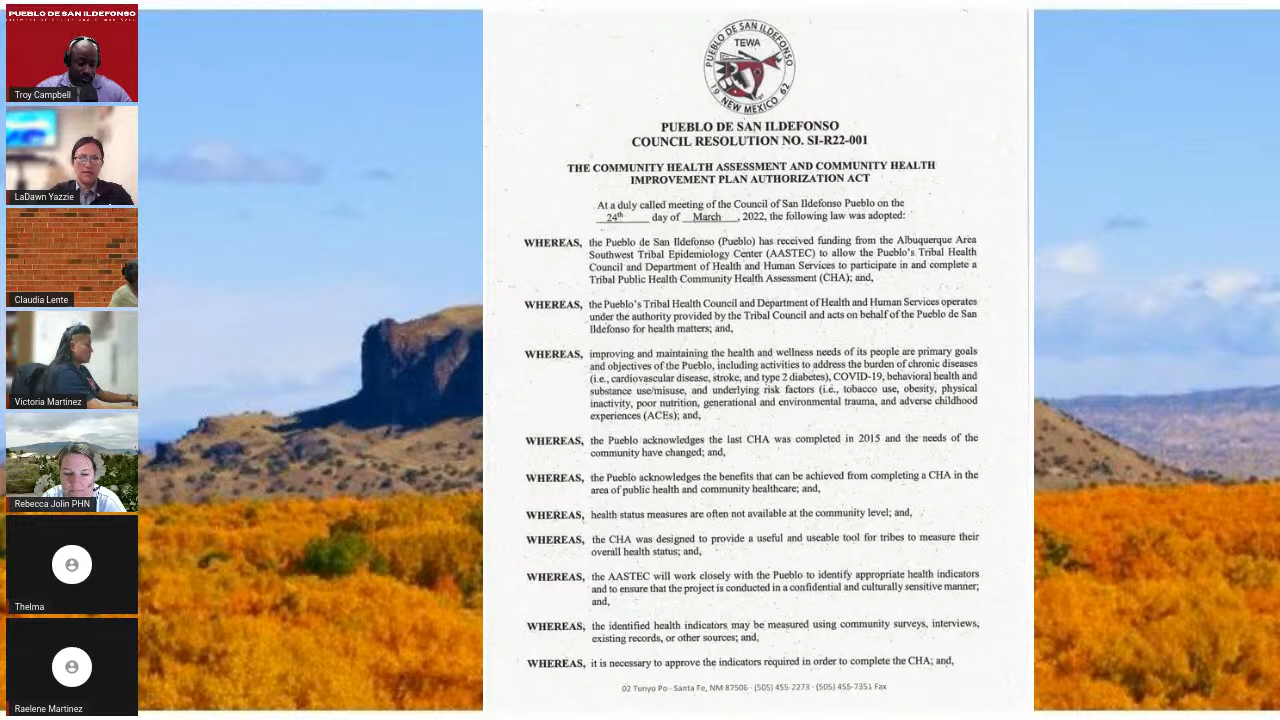 PUEBLO DE SAN ILDEFONSO
Troy Campbell
LaDawn Yazzie
Claudia Lente
Victoria Martinez
Rebecca Jolin PHN
Thelma
Raelene Martinez
PUEBLO DE SAN ILDEFONSO
TEWA
19 NEW MEXICO 62
PUEBLO DE SAN ILDEFONSO
COUNCIL RESOLUTION NO. SI-R22-001
THE COMMUNITY HEALTH ASSESSMENT AND COMMUNITY HEALTH
IMPROVEMENT PLAN AUTHORIZATION ACT
At a duly called meeting of the Council of San Ildefonso Pueblo on the
24th day of March, 2022, the following law was adopted:
WHEREAS, the Pueblo de San Ildefonso (Pueblo) has received funding from the Albuquerque Area
Southwest Tribal Epidemiology Center (AASTEC) to allow the Pueblo's Tribal Health
Council and Department of Health and Human Services to participate in and complete a
Tribal Public Health Community Health Assessment (CHA); and,
WHEREAS, the Pueblo's Tribal Health Council and Department of Health and Human Services operates
under the authority provided by the Tribal Council and acts on behalf of the Pueblo de San
Ildefonso for health matters; and,
WHEREAS, improving and maintaining the health and wellness needs of its people are primary goals
and objectives of the Pueblo, including activities to address the burden of chronic diseases
(i.e., cardiovascular disease, stroke, and type 2 diabetes), COVID-19, behavioral health and
substance use/misuse, and underlying risk factors (i.e., tobacco use, obesity, physical
inactivity, poor nutrition, generational and environmental trauma, and adverse childhood
experiences (ACEs); and,
WHEREAS, the Pueblo acknowledges the last CHA was completed in 2015 and the needs of the
community have changed; and,
WHEREAS, the Pueblo acknowledges the benefits that can be achieved from completing a CHA in the
area of public health and community healthcare; and,
WHEREAS, health status measures are often not available at the community level; and,
WHEREAS, the CHA was designed to provide a useful and useable tool for tribes to measure their
overall health status; and,
WHEREAS, the AASTEC will work closely with the Pueblo to identify appropriate health indicators
and to ensure that the project is conducted in a confidential and culturally sensitive manner;
and,
WHEREAS, the identified health indicators may be measured using community surveys, interviews,
existing records, or other sources; and,
WHEREAS, it is necessary to approve the indicators required in order to complete the CHA; and,
02 Tunyo Po - Santa Fe, NM 87506 - (505) 455-2273 - (505) 455-7351 Fax